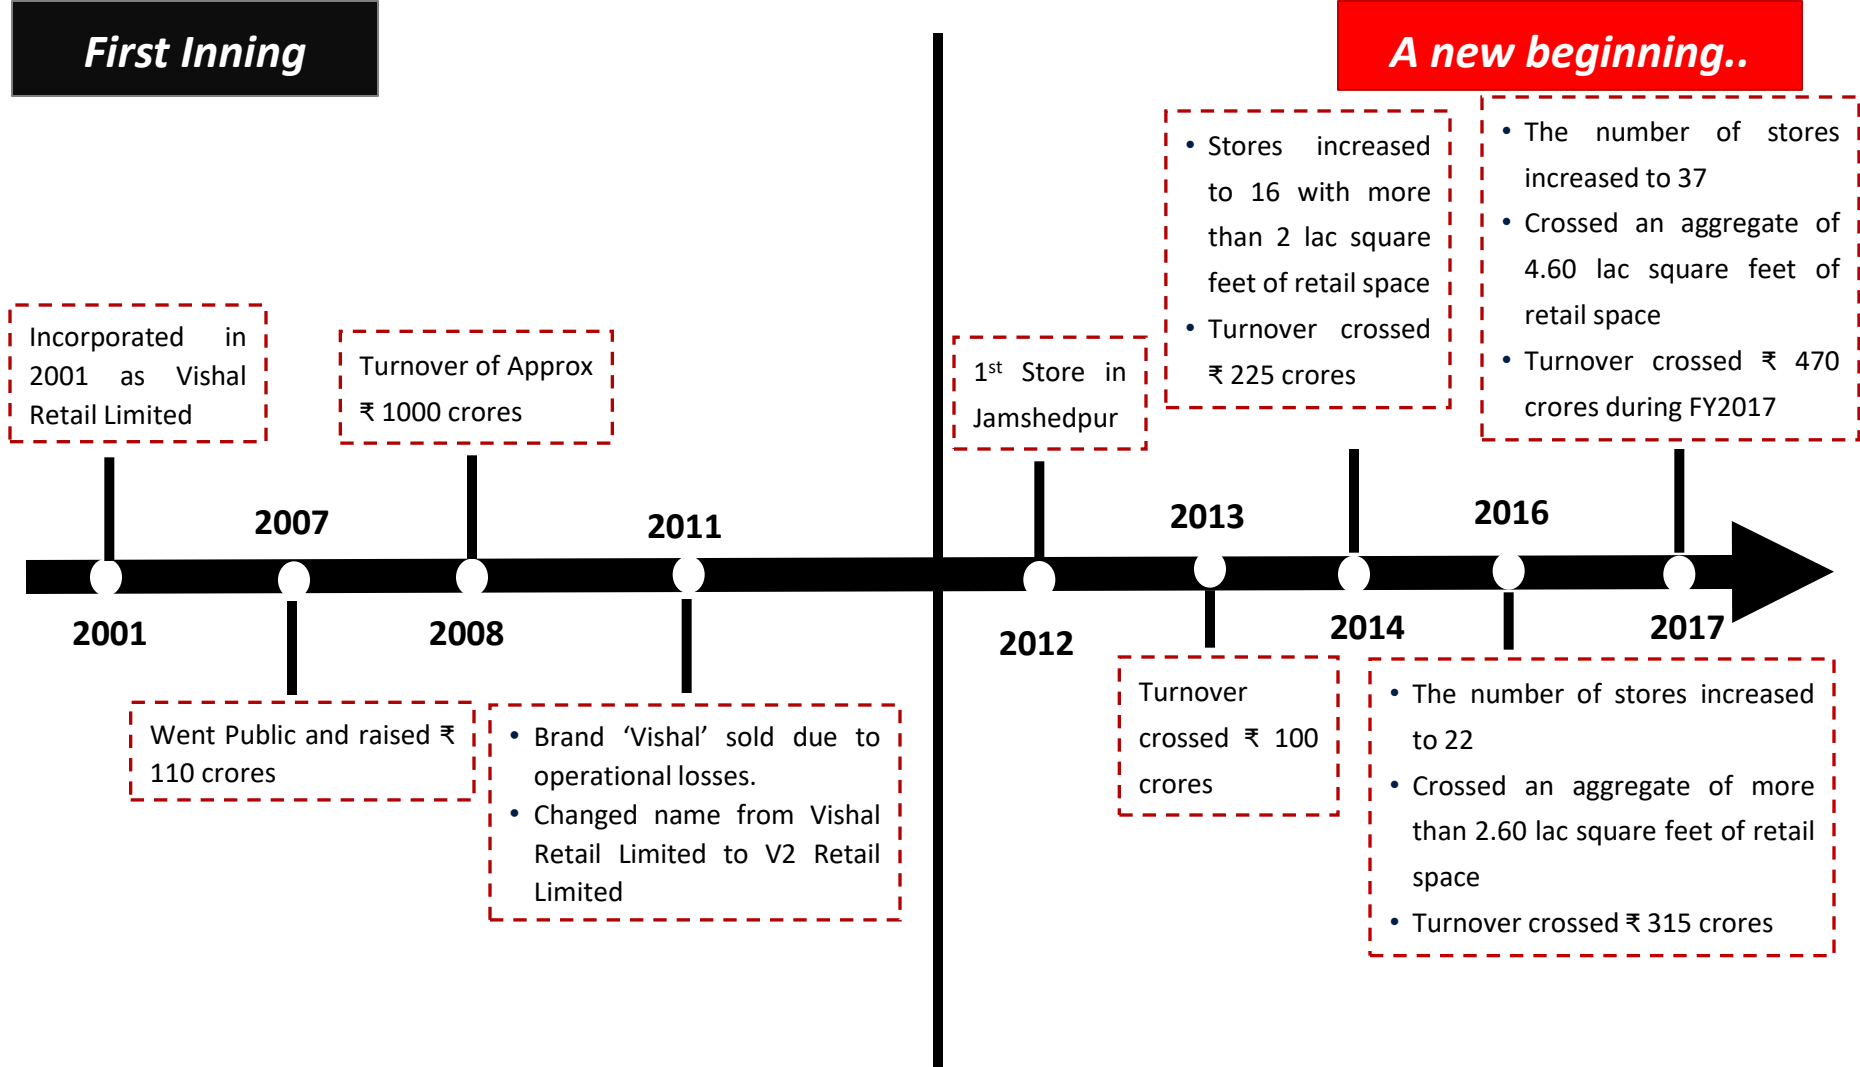 First Inning
A new beginning..
Incorporated in
2001 as Vishal
Retail Limited
2001
2007
Went Public and raised ₹
110 crores
Turnover of Approx
₹ 1000 crores
2008
2011
• Brand ‘Vishal’ sold due to
operational losses.
• Changed name from Vishal
Retail Limited to V2 Retail
Limited
1st Store in
Jamshedpur
2012
2013
Turnover
crossed ₹ 100
crores
• Stores increased
to 16 with more
than 2 lac square
feet of retail space
• Turnover crossed
₹ 225 crores
2014
2016
• The number of stores increased
to 22
• Crossed an aggregate of more
than 2.60 lac square feet of retail
space
• Turnover crossed ₹ 315 crores
• The number of stores
increased to 37
• Crossed an aggregate of
4.60 lac square feet of
retail space
• Turnover crossed ₹ 470
crores during FY2017
2017